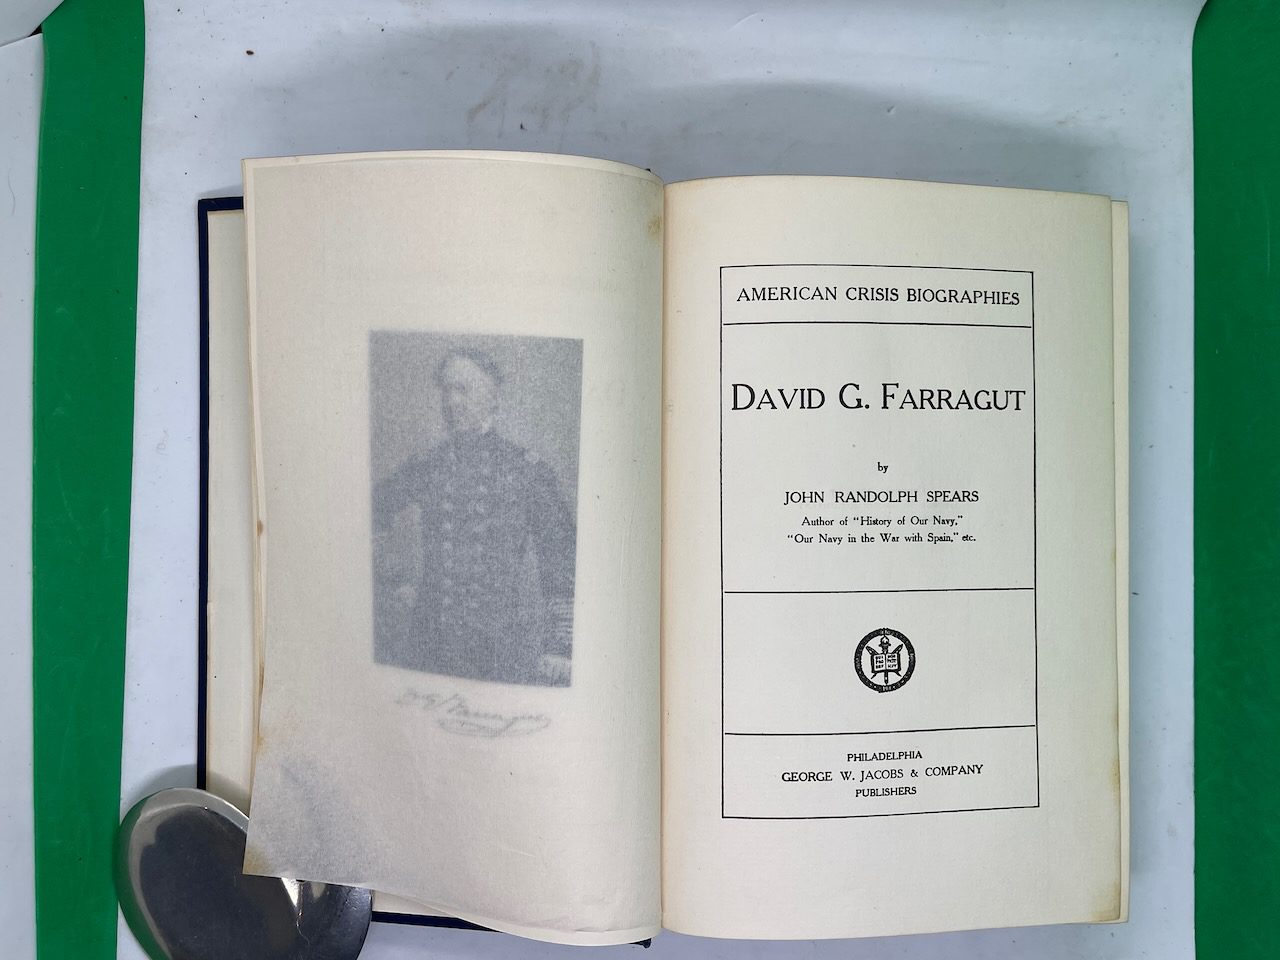 AMERICAN CRISIS BIOGRAPHIES
DAVID G. FARRAGUT
by
JOHN RANDOLPH SPEARS
Author of “History of Our Navy,”
“Our Navy in the War with Spain,” etc.
PHILADELPHIA
GEORGE W. JACOBS & COMPANY
PUBLISHERS